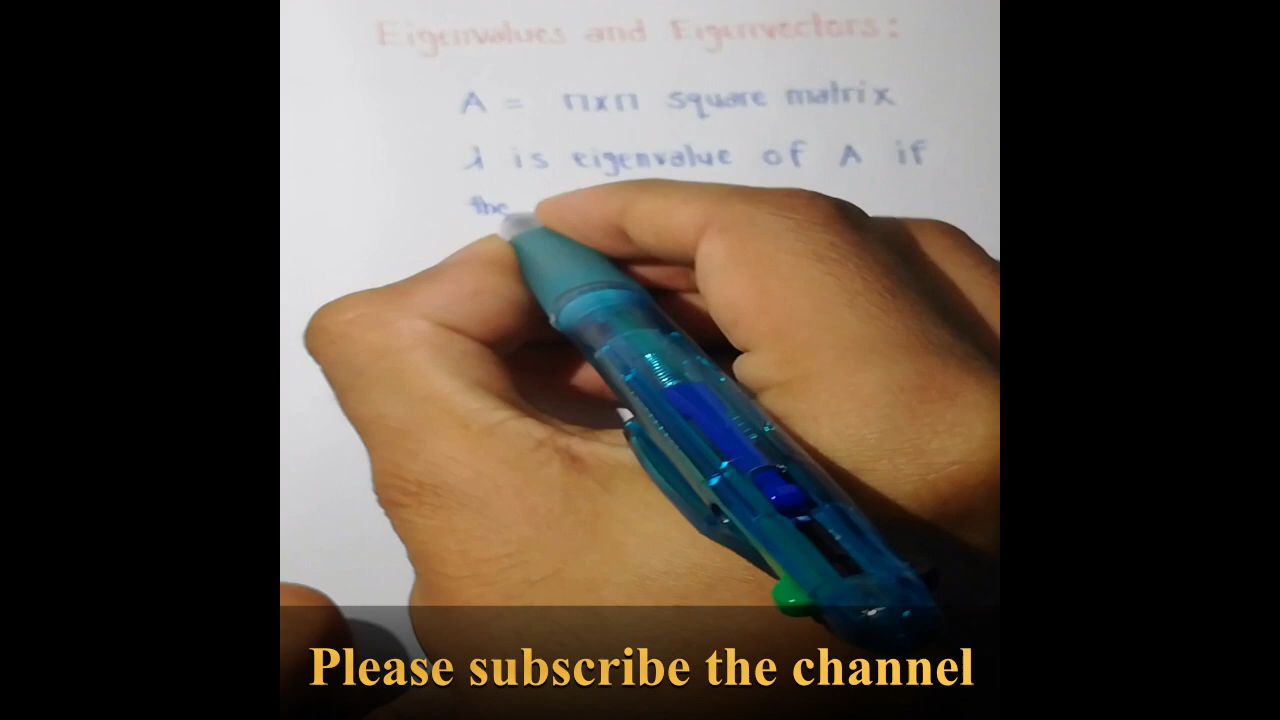 Eigenvalues and Eigenvectors:
A = nxn square matrix
λ is eigenvalue of A if
the
Please subscribe the channel